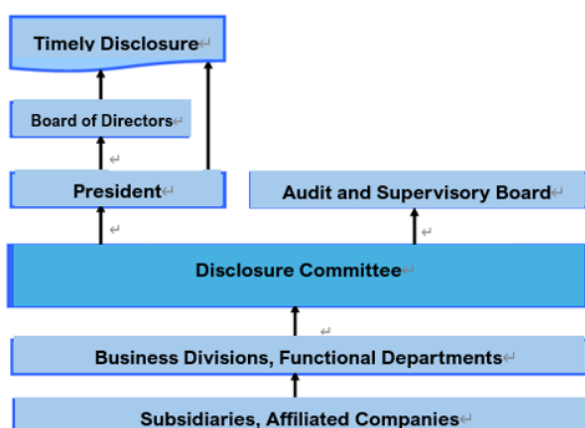 Timely Disclosure↵
Board of Directors↵
↵
President↵
Audit and Supervisory Board↵
↵
↵
Disclosure Committee↵
↵
Business Divisions, Functional Departments↵
Subsidiaries, Affiliated Companies↵